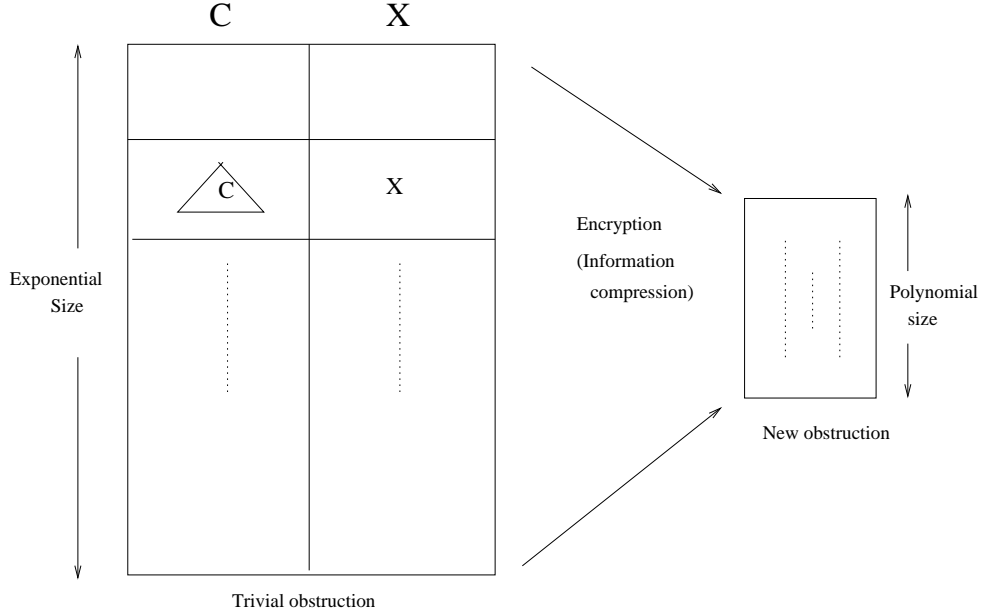 C X
C
X
Exponential
Size
Encryption
(Information
compression)
Polynomial
size
New obstruction
Trivial obstruction